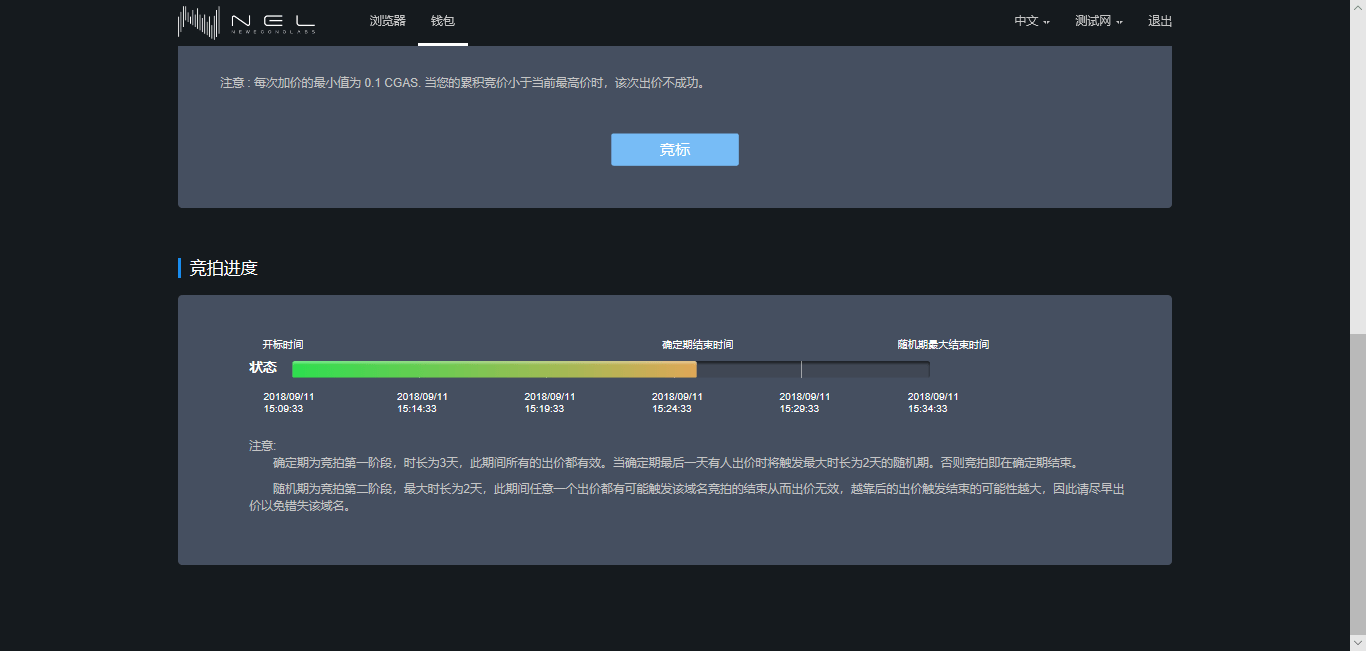 NEL 浏览器 钱包 中文 测试网 退出
NEWECONOLABS
注意 : 每次加价的最小值为 0.1 CGAS. 当您的累积竞价小于当前最高价时，该次出价不成功。
竞标
竞拍进度
开标时间 确定期结束时间 随机期最大结束时间
状态
2018/09/11 2018/09/11 2018/09/11 2018/09/11 2018/09/11 2018/09/11
15:09:33 15:14:33 15:19:33 15:24:33 15:29:33 15:34:33
注意:
确定期为竞拍第一阶段，时长为3天，此期间所有的出价都有效。当确定期最后一天有人出价时将触发最大时长为2天的随机期。否则竞拍即在确定期结束。
随机期为竞拍第二阶段，最大时长为2天，此期间任意一个出价都有可能触发该域名竞拍的结束从而出价无效，越靠后的出价触发结束的可能性越大，因此请尽早出
价以免错失该域名。